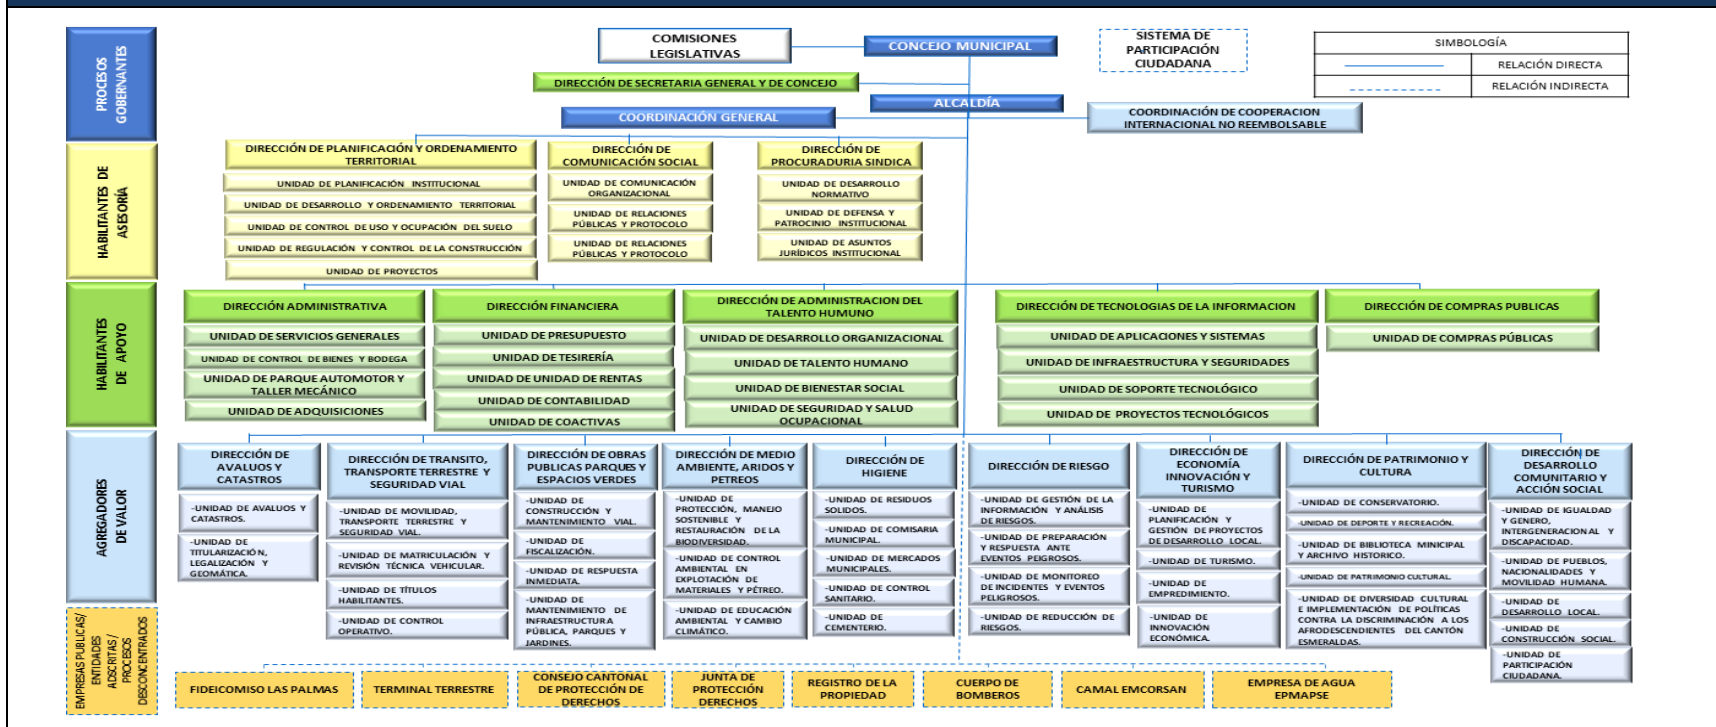 PROCESOS
GOBERNANTES
COMISIONES
LEGISLATIVAS
CONCEJO MUNICIPAL
SISTEMA DE
PARTICIPACIÓN
CIUDADANA
SIMBOLOGÍA
RELACIÓN DIRECTA
RELACIÓN INDIRECTA
DIRECCIÓN DE SECRETARIA GENERAL Y DE CONCEJO
ALCALDÍA
COORDINACIÓN GENERAL
COORDINACIÓN DE COOPERACION
INTERNACIONAL NO REEMBOLSABLE
HABILITANTES DE
ASESORÍA
DIRECCIÓN DE PLANIFICACIÓN Y ORDENAMIENTO
TERRITORIAL
UNIDAD DE PLANIFICACIÓN INSTITUCIONAL
UNIDAD DE DESARROLLO Y ORDENAMIENTO TERRITORIAL
UNIDAD DE CONTROL DE USO Y OCUPACIÓN DEL SUELO
UNIDAD DE REGULACIÓN Y CONTROL DE LA CONSTRUCCIÓN
UNIDAD DE PROYECTOS
DIRECCIÓN DE
COMUNICACIÓN SOCIAL
UNIDAD DE COMUNICACIÓN
ORGANIZACIONAL
UNIDAD DE RELACIONES
PÚBLICAS Y PROTOCOLO
UNIDAD DE RELACIONES
PÚBLICAS Y PROTOCOLO
DIRECCIÓN DE
PROCURADURIA SINDICA
UNIDAD DE DESARROLLO
NORMATIVO
UNIDAD DE DEFENSA Y
PATROCINIO INSTITUCIONAL
UNIDAD DE ASUNTOS
JURÍDICOS INSTITUCIONAL
HABILITANTES
DE APOYO
DIRECCIÓN ADMINISTRATIVA
UNIDAD DE SERVICIOS GENERALES
UNIDAD DE CONTROL DE BIENES Y BODEGA
UNIDAD DE PARQUE AUTOMOTOR Y
TALLER MECÁNICO
UNIDAD DE ADQUISICIONES
DIRECCIÓN FINANCIERA
UNIDAD DE PRESUPUESTO
UNIDAD DE TESIRERÍA
UNIDAD DE UNIDAD DE RENTAS
UNIDAD DE CONTABILIDAD
UNIDAD DE COACTIVAS
DIRECCIÓN DE ADMINISTRACION DEL
TALENTO HUMUNO
UNIDAD DE DESARROLLO ORGANIZACIONAL
UNIDAD DE TALENTO HUMANO
UNIDAD DE BIENESTAR SOCIAL
UNIDAD DE SEGURIDAD Y SALUD
OCUPACIONAL
DIRECCIÓN DE TECNOLOGIAS DE LA INFORMACION
UNIDAD DE APLICACIONES Y SISTEMAS
UNIDAD DE INFRAESTRUCTURA Y SEGURIDADES
UNIDAD DE SOPORTE TECNOLÓGICO
UNIDAD DE PROYECTOS TECNOLÓGICOS
DIRECCIÓN DE COMPRAS PUBLICAS
UNIDAD DE COMPRAS PÚBLICAS
AGREGADORES
DE VALOR
DIRECCIÓN DE
AVALUOS Y
CATASTROS
-UNIDAD DE AVALUOS Y
CATASTROS.
-UNIDAD DE
TITULARIZACIÓN,
LEGALIZACIÓN Y
GEOMÁTICA.
DIRECCIÓN DE TRANSITO,
TRANSPORTE TERRESTRE Y
SEGURIDAD VIAL
-UNIDAD DE MOVILIDAD,
TRANSPORTE TERRESTRE Y
SEGURIDAD VIAL.
-UNIDAD DE MATRICULACIÓN Y
REVISIÓN TÉCNICA VEHICULAR.
-UNIDAD DE TÍTULOS
HABILITANTES.
-UNIDAD DE CONTROL
OPERATIVO.
DIRECCIÓN DE OBRAS
PUBLICAS PARQUES Y
ESPACIOS VERDES
-UNIDAD DE
CONSTRUCCIÓN Y
MANTENIMIENTO VIAL.
-UNIDAD DE
FISCALIZACIÓN.
-UNIDAD DE RESPUESTA
INMEDIATA.
-UNIDAD DE
MANTENIMIENTO DE
INFRAESTRUCTURA
PÚBLICA, PARQUES Y
JARDINES.
DIRECCIÓN DE MEDIO
AMBIENTE, ARIDOS Y
PETREOS
-UNIDAD DE
PROTECCIÓN, MANEJO
SOSTENIBLE Y
RESTAURACIÓN DE LA
BIODIVERSIDAD.
-UNIDAD DE CONTROL
AMBIENTAL EN
EXPLOTACIÓN DE
MATERIALES Y PÉTREO.
-UNIDAD DE EDUCACIÓN
AMBIENTAL Y CAMBIO
CLIMÁTICO.
DIRECCIÓN DE
HIGIENE
-UNIDAD DE RESIDUOS
SOLIDOS.
-UNIDAD DE COMISARIA
MUNICIPAL.
-UNIDAD DE MERCADOS
MUNICIPALES.
-UNIDAD DE CONTROL
SANITARIO.
-UNIDAD DE
CEMENTERIO.
DIRECCIÓN DE RIESGO
-UNIDAD DE GESTIÓN DE LA
INFORMACIÓN Y ANÁLISIS
DE RIESGOS.
-UNIDAD DE PREPARACIÓN
Y RESPUESTA ANTE
EVENTOS PEIGROSOS.
-UNIDAD DE MONITOREO
DE INCIDENTES Y EVENTOS
PELIGROSOS.
-UNIDAD DE REDUCCIÓN DE
RIESGOS.
DIRECCIÓN DE
ECONOMÍA
INNOVACIÓN Y
TURISMO
-UNIDAD DE
PLANIFICACIÓN Y
GESTIÓN DE PROYECTOS
DE DESARROLLO LOCAL.
-UNIDAD DE TURISMO.
-UNIDAD DE
EMPREDIMIENTO.
-UNIDAD DE
INNOVACIÓN
ECONÓMICA.
DIRECCIÓN DE PATRIMONIO Y
CULTURA
-UNIDAD DE CONSERVATORIO.
-UNIDAD DE DEPORTE Y RECREACIÓN.
-UNIDAD DE BIBLIOTECA MINICIPAL
Y ARCHIVO HISTORICO.
-UNIDAD DE PATRIMONIO CULTURAL.
-UNIDAD DE DIVERSIDAD CULTURAL
E IMPLEMENTACIÓN DE POLÍTICAS
CONTRA LA DISCRIMINACIÓN A LOS
AFRODESCENDIENTES DEL CANTÓN
ESMERALDAS.
DIRECCIÓN DE
DESARROLLO
COMUNITARIO Y
ACCIÓN SOCIAL
-UNIDAD DE IGUALDAD
Y GENERO,
INTERGENERACIONAL Y
DISCAPACIDAD.
-UNIDAD DE PUEBLOS,
NACIONALIDADES Y
MOVILIDAD HUMANA.
-UNIDAD DE
DESARROLLO LOCAL.
-UNIDAD DE
CONSTRUCCIÓN SOCIAL.
-UNIDAD DE
PARTICIPACIÓN
CIUDADANA.
EMPRESAS PUBLICAS/
ENTIDADES
ADSCRITAS/
PROCESOS
DESCONCENTRADOS
FIDEICOMISO LAS PALMAS
TERMINAL TERRESTRE
CONSEJO CANTONAL
DE PROTECCIÓN DE
DERECHOS
JUNTA DE
PROTECCIÓN
DERECHOS
REGISTRO DE LA
PROPIEDAD
CUERPO DE
BOMBEROS
CAMAL EMCORSAN
EMPRESA DE AGUA
EPMAPSE